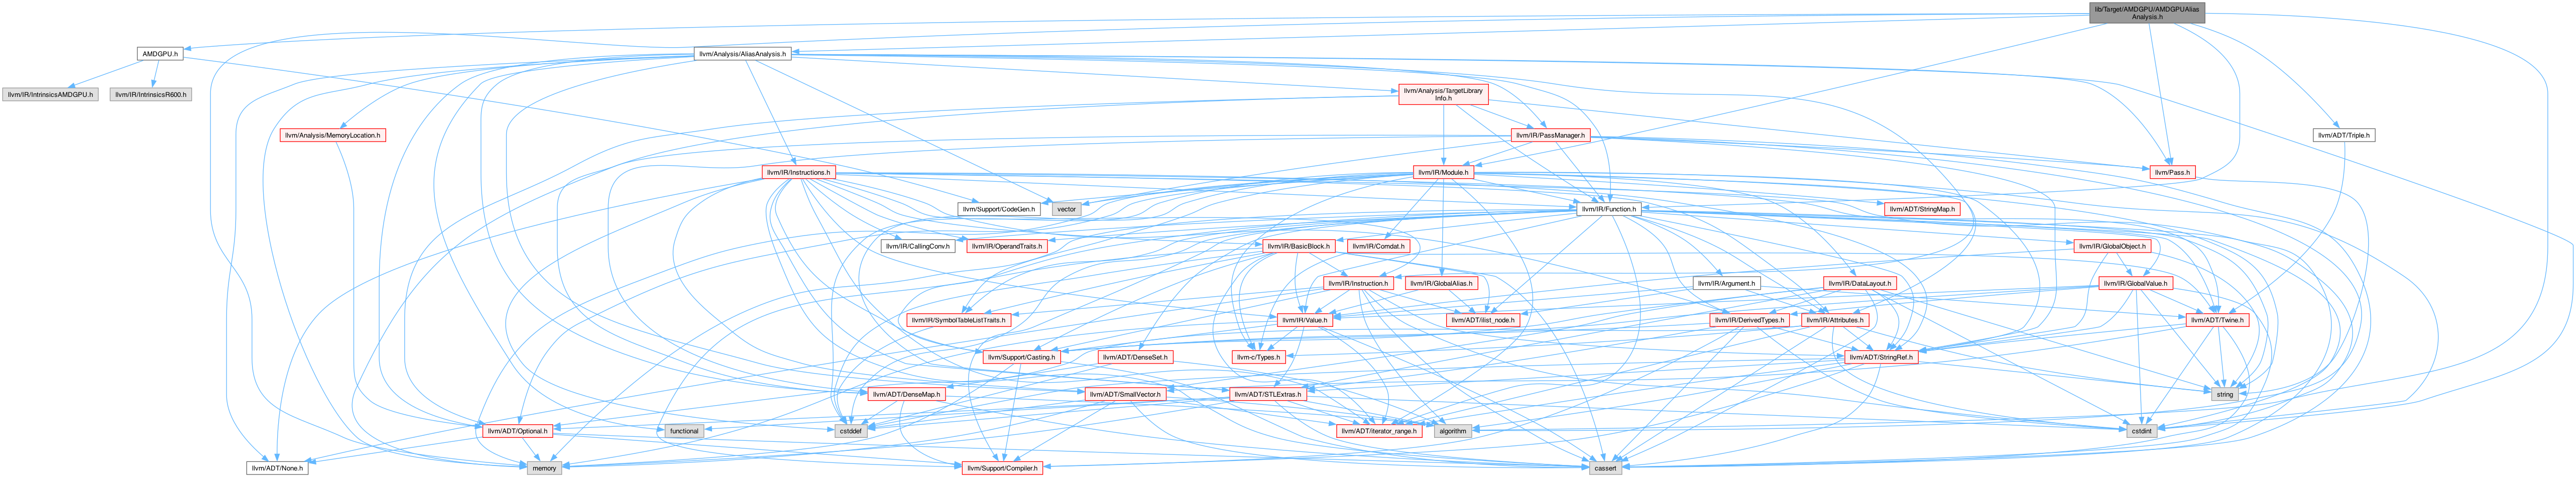 lib/Target/AMDGPU/AMDGPUAlias
Analysis.h
AMDGPU.h
llvm/Analysis/AliasAnalysis.h
llvm/IR/IntrinsicsAMDGPU.h
llvm/IR/IntrinsicsR600.h
llvm/Analysis/TargetLibrary
Info.h
llvm/Analysis/MemoryLocation.h
llvm/IR/PassManager.h
llvm/ADT/Triple.h
llvm/IR/Instructions.h
llvm/IR/Module.h
llvm/Pass.h
llvm/Support/CodeGen.h
vector
llvm/IR/Function.h
llvm/ADT/StringMap.h
llvm/IR/CallingConv.h
llvm/IR/OperandTraits.h
llvm/IR/BasicBlock.h
llvm/IR/Comdat.h
llvm/IR/GlobalObject.h
llvm/IR/Instruction.h
llvm/IR/GlobalAlias.h
llvm/IR/Argument.h
llvm/IR/DataLayout.h
llvm/IR/GlobalValue.h
llvm/IR/SymbolTableListTraits.h
llvm/IR/Value.h
llvm/ADT/ilist_node.h
llvm/IR/DerivedTypes.h
llvm/IR/Attributes.h
llvm/ADT/Twine.h
llvm/Support/Casting.h
llvm/ADT/DenseSet.h
llvm-c/Types.h
llvm/ADT/StringRef.h
llvm/ADT/DenseMap.h
llvm/ADT/SmallVector.h
llvm/ADT/STLExtras.h
string
llvm/ADT/Optional.h
functional
cstddef
llvm/ADT/iterator_range.h
algorithm
cstdint
llvm/ADT/None.h
memory
llvm/Support/Compiler.h
cassert